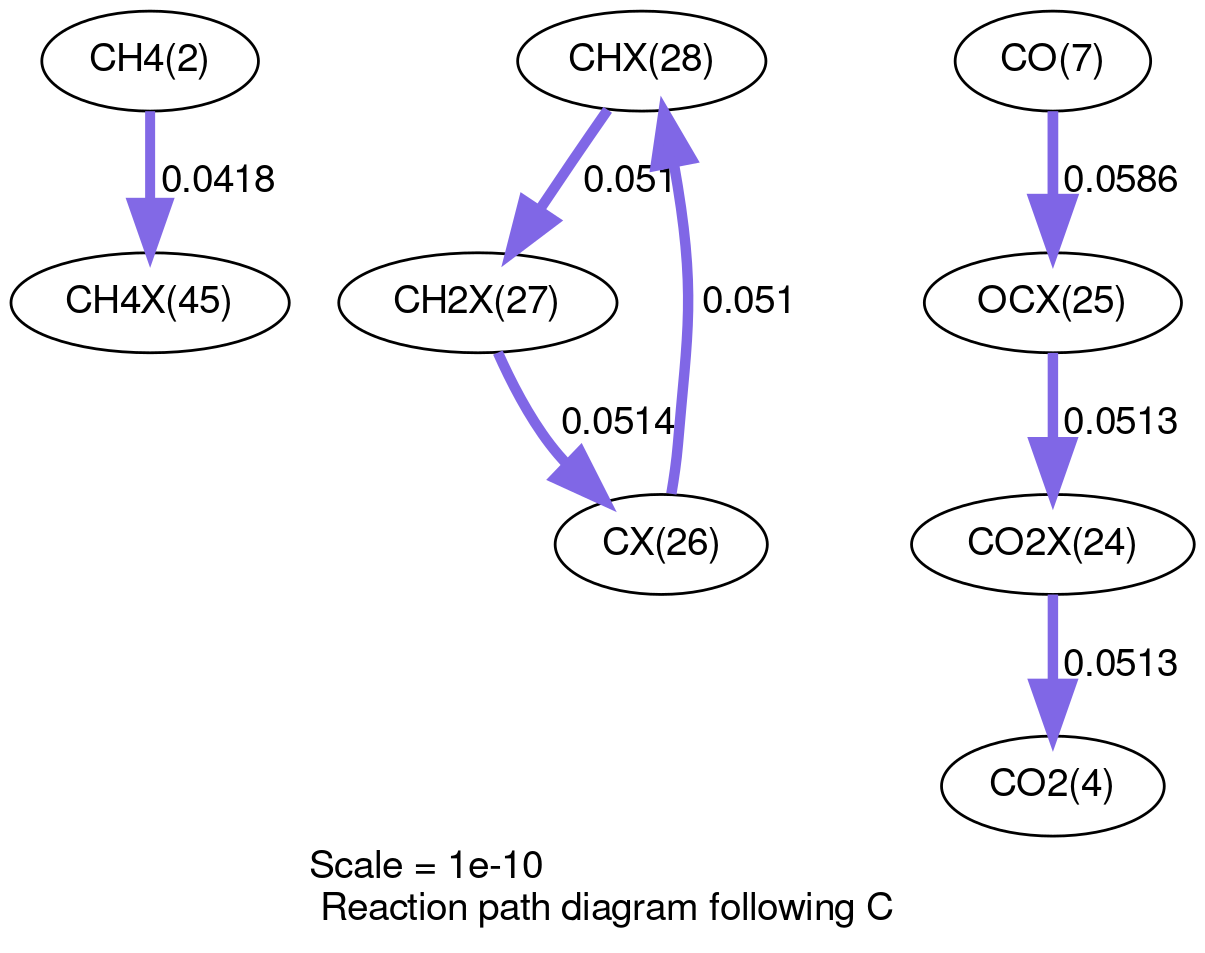 CH4(2)
CHX(28)
CO(7)
0.0418
0.051
0.0586
CH4X(45)
CH2X(27)
0.051
OCX(25)
0.0514
0.0513
CX(26)
CO2X(24)
0.0513
CO2(4)
Scale = 1e-10
Reaction path diagram following C